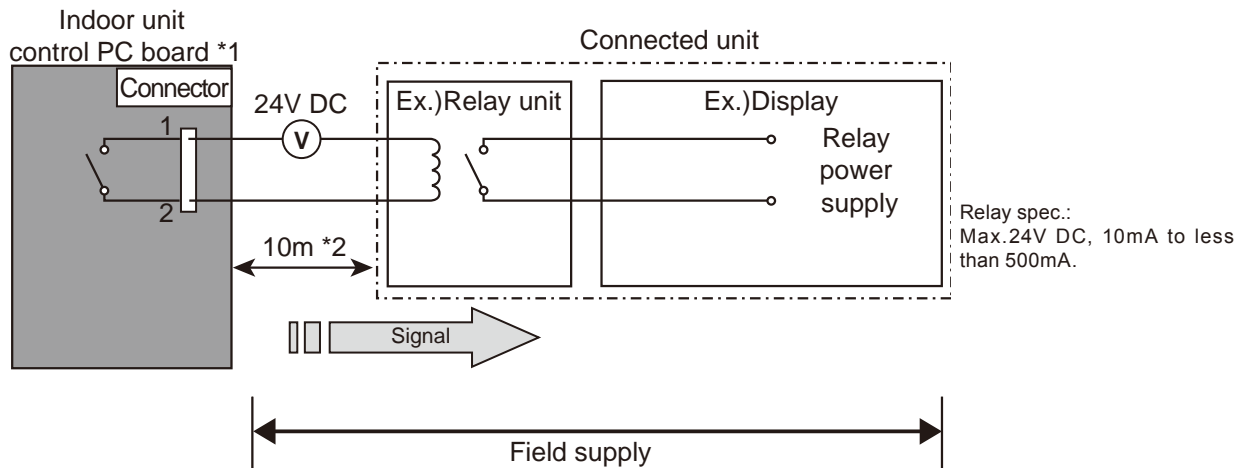 Indoor unit
control PC board *1
Connector
1
2
24V DC
V
10m *2
Connected unit
Ex.)Relay unit
Ex.)Display
Relay
power
supply
Relay spec.:
Max.24V DC, 10mA to less
than 500mA.
Signal
Field supply